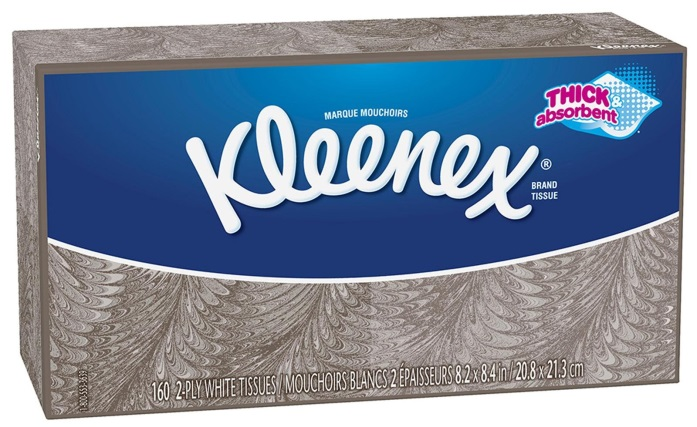 Kleenex
THICK &
absorbent
MARQUE MOUCHOIRS
Kleenex®
BRAND
TISSUE
160 2-PLY WHITE TISSUES / MOUCHOIRS BLANCS 2 ÉPAISSEURS 8.2 x 8.4 in / 20.8 x 21.3 cm